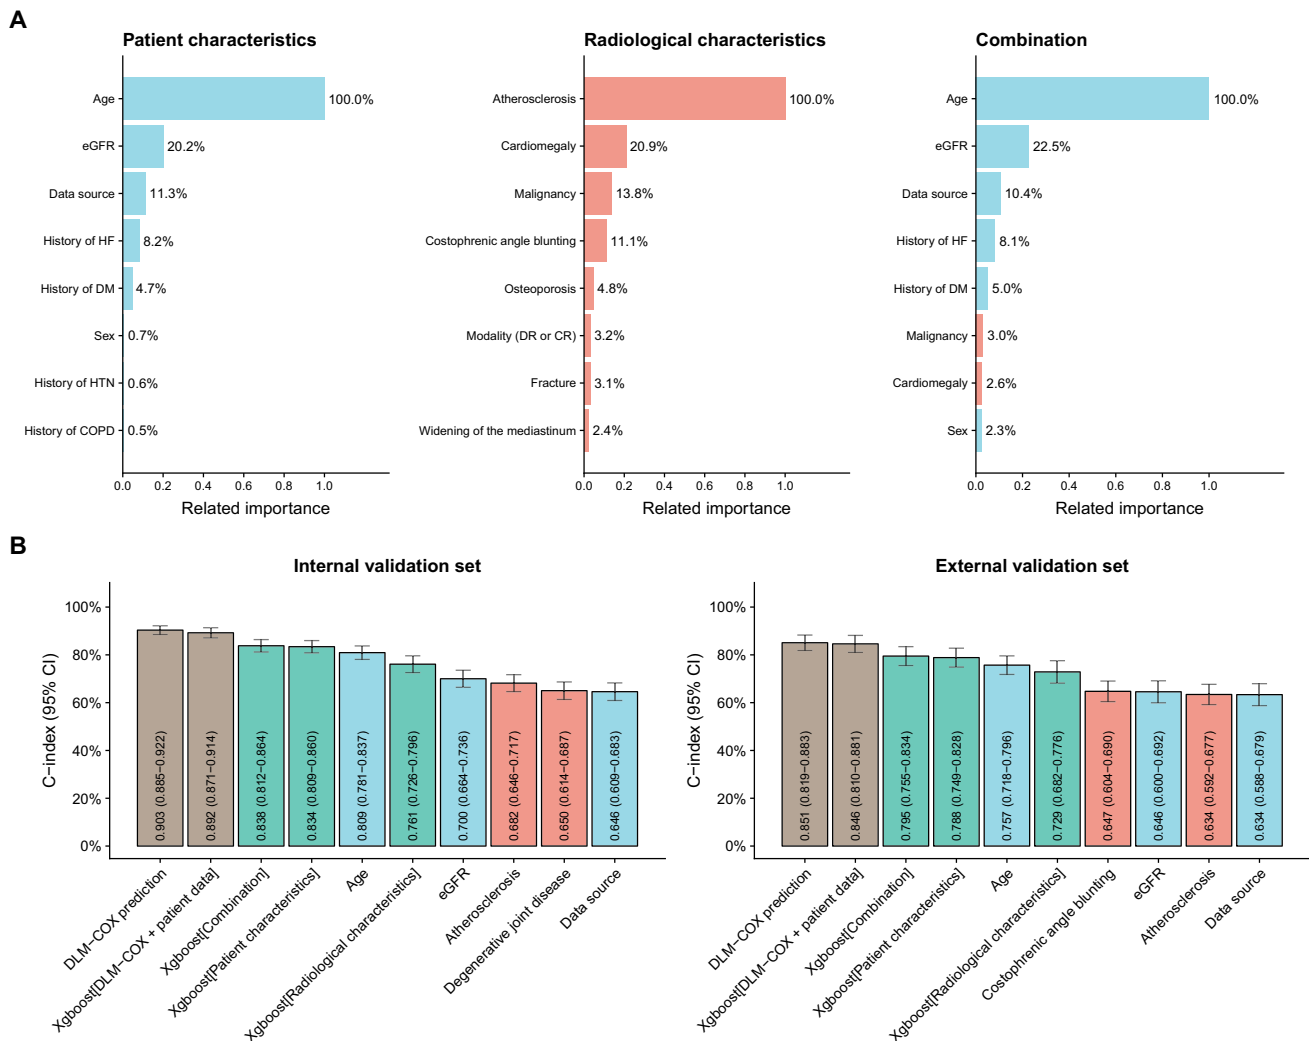 A
Patient characteristics
Age
100.0%
eGFR
20.2%
Data source
11.3%
History of HF
8.2%
History of DM
4.7%
Sex
0.7%
History of HTN
0.6%
History of COPD
0.5%
0.0 0.2 0.4 0.6 0.8 1.0
Related importance
Radiological characteristics
Atherosclerosis
100.0%
Cardiomegaly
20.9%
Malignancy
13.8%
Costophrenic angle blunting
11.1%
Osteoporosis
4.8%
Modality (DR or CR)
3.2%
Fracture
3.1%
Widening of the mediastinum
2.4%
0.0 0.2 0.4 0.6 0.8 1.0
Related importance
Combination
Age
100.0%
eGFR
22.5%
Data source
10.4%
History of HF
8.1%
History of DM
5.0%
Malignancy
3.0%
Cardiomegaly
2.6%
Sex
2.3%
0.0 0.2 0.4 0.6 0.8 1.0
Related importance
B
Internal validation set
C−index (95% CI)
100%
80%
60%
40%
20%
0%
0.903 (0.885−0.922)
0.892 (0.871−0.914)
0.838 (0.812−0.864)
0.834 (0.809−0.860)
0.809 (0.781−0.837)
0.761 (0.726−0.796)
0.700 (0.664−0.736)
0.682 (0.646−0.717)
0.650 (0.614−0.687)
0.646 (0.609−0.683)
DLM−COX prediction
Xgboost[DLM−COX + patient data]
Xgboost[Combination]
Xgboost[Patient characteristics]
Age
Xgboost[Radiological characteristics]
eGFR
Atherosclerosis
Degenerative joint disease
Data source
External validation set
C−index (95% CI)
100%
80%
60%
40%
20%
0%
0.851 (0.819−0.883)
0.846 (0.810−0.881)
0.795 (0.755−0.834)
0.788 (0.749−0.828)
0.757 (0.718−0.796)
0.729 (0.682−0.776)
0.647 (0.604−0.690)
0.646 (0.600−0.692)
0.634 (0.592−0.677)
0.634 (0.588−0.679)
DLM−COX prediction
Xgboost[DLM−COX + patient data]
Xgboost[Combination]
Xgboost[Patient characteristics]
Age
Xgboost[Radiological characteristics]
Costophrenic angle blunting
eGFR
Atherosclerosis
Data source